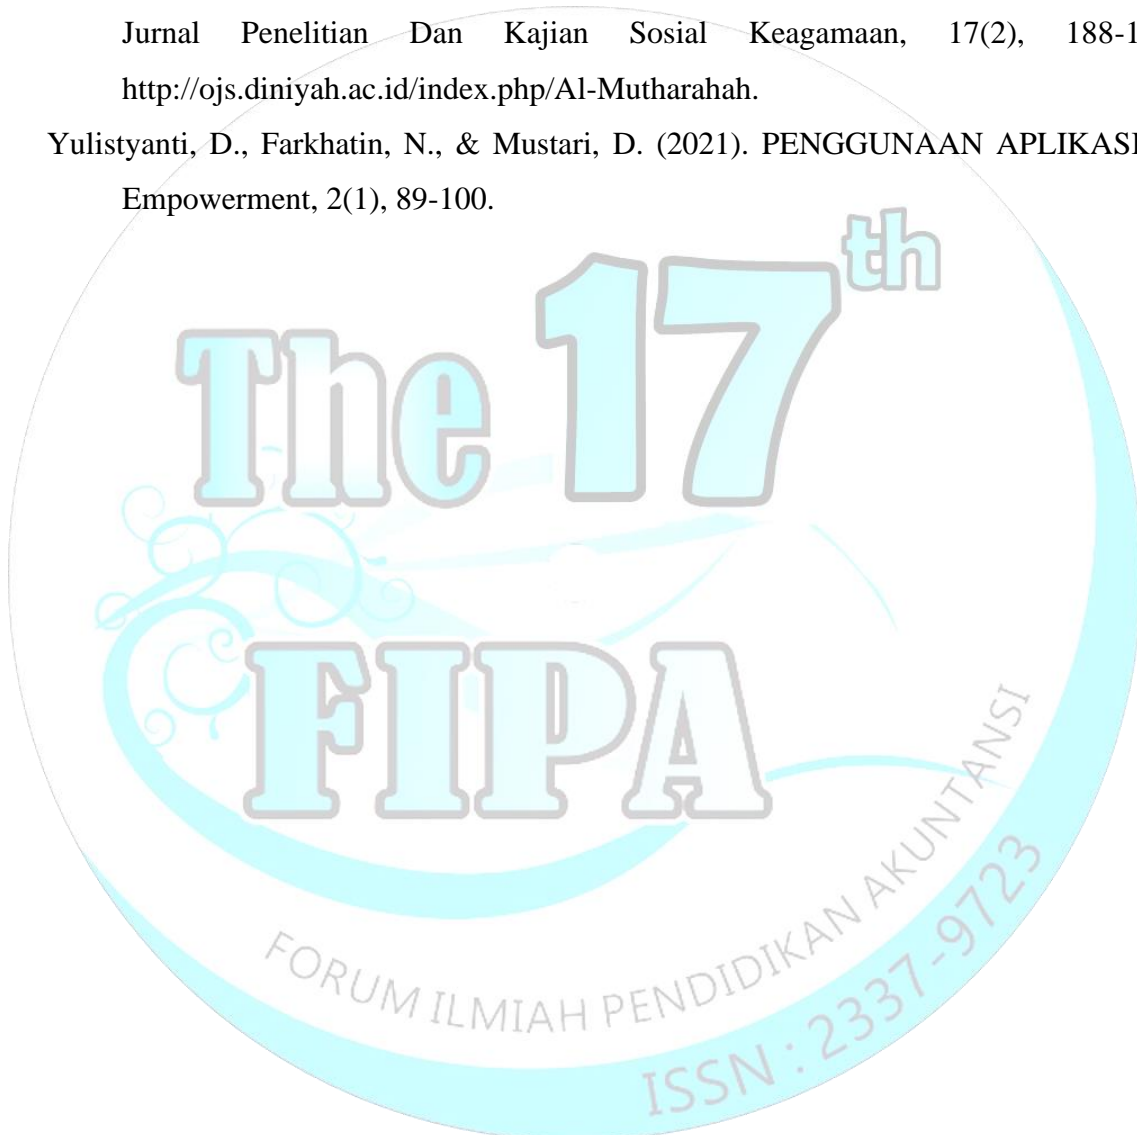 Jurnal Penelitian Dan Kajian Sosial Keagamaan, 17(2), 188-1
http://ojs.diniyah.ac.id/index.php/Al-Mutharahah.
Yulistyanti, D., Farkhatin, N., & Mustari, D. (2021). PENGGUNAAN APLIKASI
Empowerment, 2(1), 89-100.
The 17th
FIPA
FORUM ILMIAH PENDIDIKAN AKUNTANSI
ISSN : 2337-9723